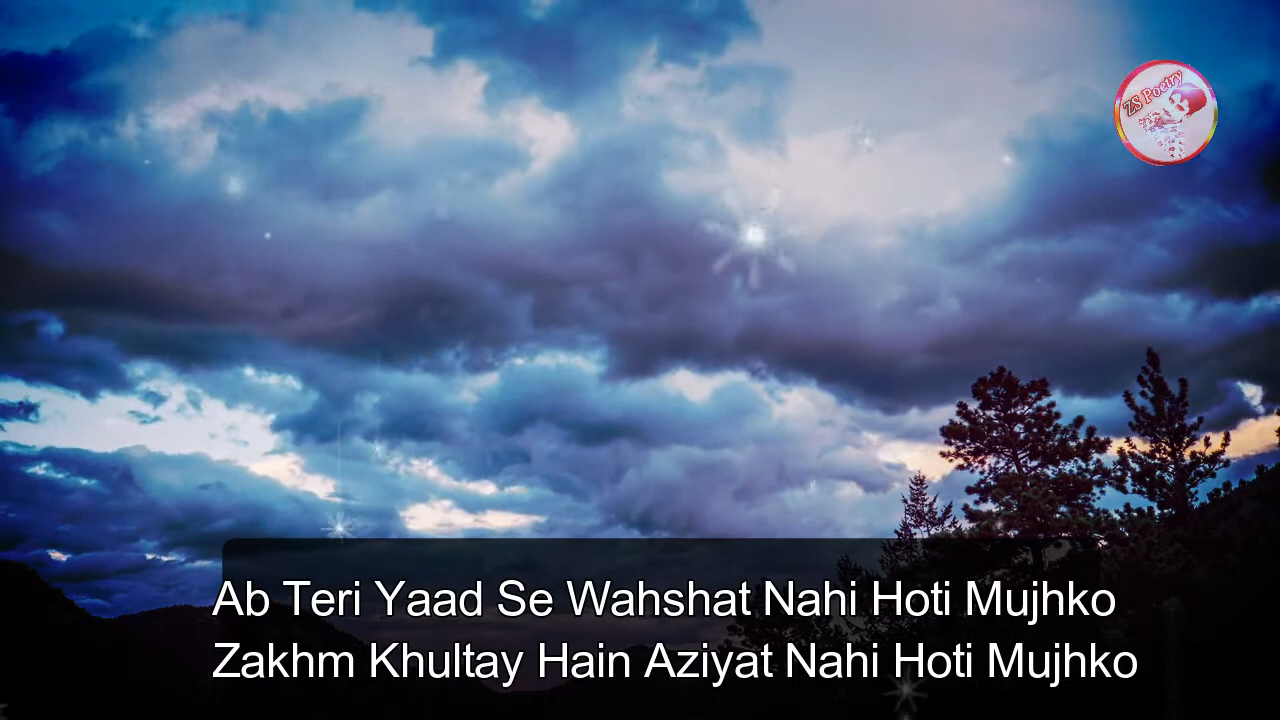 ZS Poetry
Ab Teri Yaad Se Wahshat Nahi Hoti Mujhko
Zakhm Khultay Hain Aziyat Nahi Hoti Mujhko